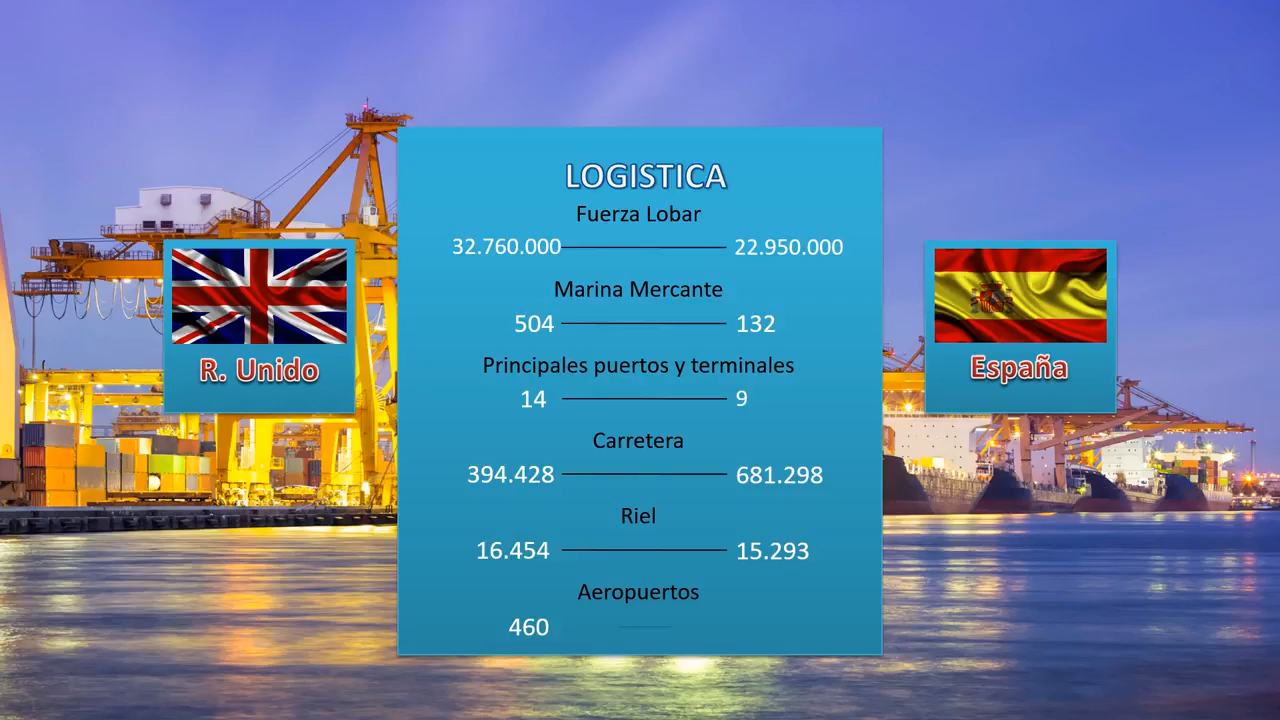 LOGISTICA
Fuerza Lobar
32.760.000 22.950.000
Marina Mercante
504 132
Principales puertos y terminales
14 9
Carretera
394.428 681.298
Riel
16.454 15.293
Aeropuertos
460
R. Unido
España